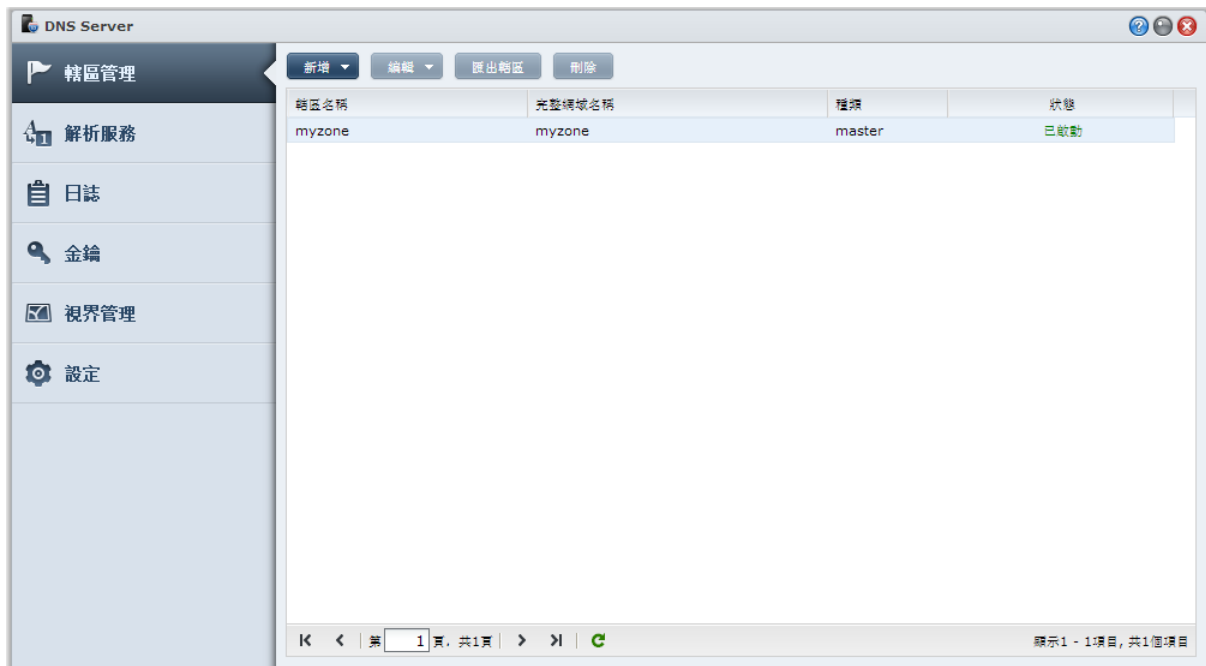 DNS Server
轄區管理
解析服務
日誌
金鑰
視界管理
設定
新增 編輯 匯出轄區 刪除
轄區名稱 完整網域名稱 種類 狀態
myzone myzone master 已啟動
第 1 頁, 共1頁 顯示1 - 1項目, 共1個項目